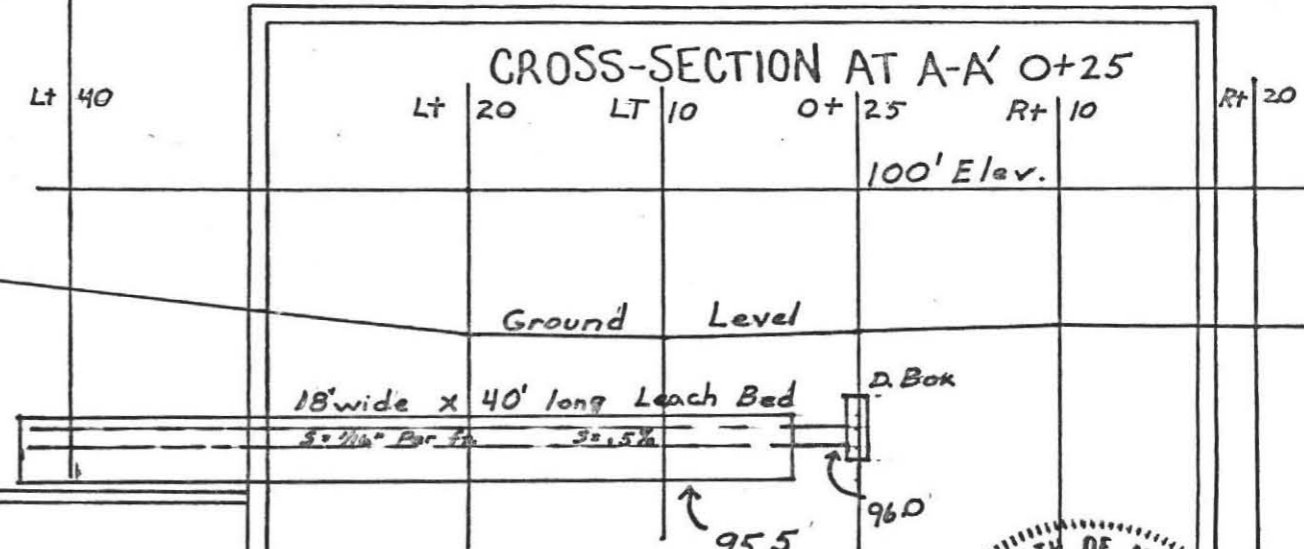 CROSS-SECTION AT A-A' 0+25
Lt 40
Lt 20
LT 10
0+ 25
Rt 10
Rt 20
100' Elev.
Ground Level
D. Box
18' wide x 40' long Leach Bed
S= 1/16" Per ft. S= .5%
96.0'
95.5'
OF